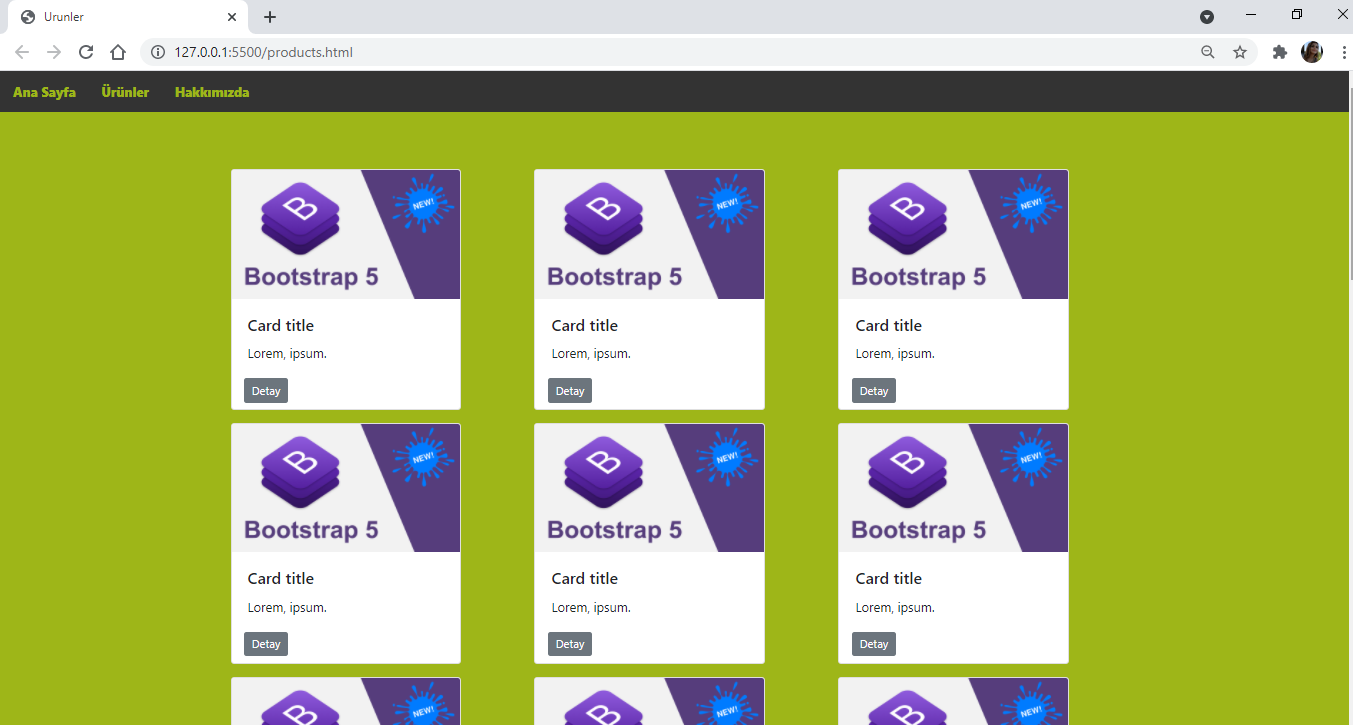 Urunler
127.0.0.1:5500/products.html
Ana Sayfa Ürünler Hakkımızda
B B B
NEW! NEW! NEW!
Bootstrap 5 Bootstrap 5 Bootstrap 5
Card title Card title Card title
Lorem, ipsum. Lorem, ipsum. Lorem, ipsum.
Detay Detay Detay
B B B
NEW! NEW! NEW!
Bootstrap 5 Bootstrap 5 Bootstrap 5
Card title Card title Card title
Lorem, ipsum. Lorem, ipsum. Lorem, ipsum.
Detay Detay Detay
B B B
NEW! NEW! NEW!